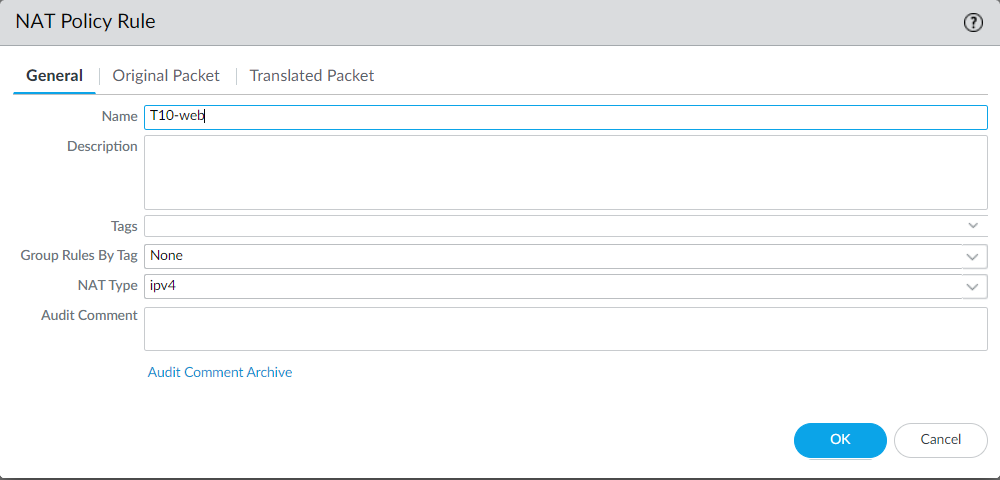 NAT Policy Rule
?
General Original Packet Translated Packet
Name T10-web
Description
Tags
Group Rules By Tag None
NAT Type ipv4
Audit Comment
Audit Comment Archive
OK Cancel